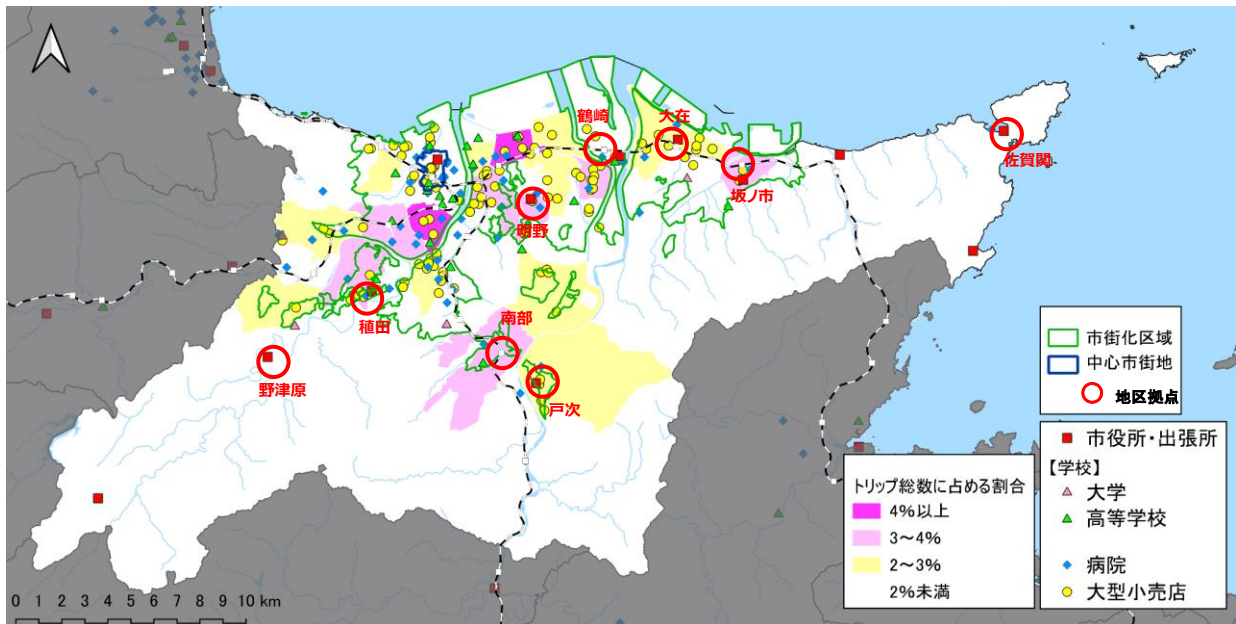 鶴崎
大在
佐賀関
坂ノ市
明野
稙田
南部
野津原
戸次
市街化区域
中心市街地
地区拠点
市役所・出張所
【学校】
大学
高等学校
病院
大型小売店
トリップ総数に占める割合
4%以上
3～4%
2～3%
2%未満
0 1 2 3 4 5 6 7 8 9 10 km